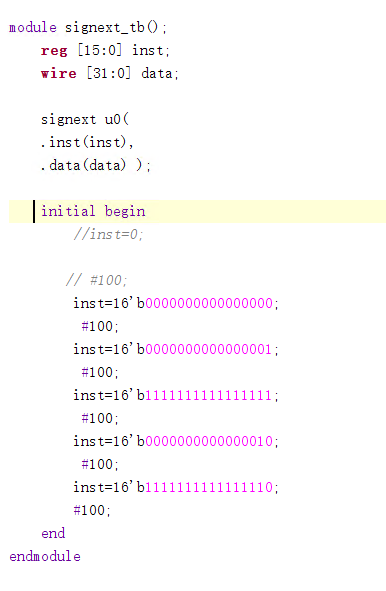 module signext_tb();
reg [15:0] inst;
wire [31:0] data;
signext u0(
.inst(inst),
.data(data) );
initial begin
//inst=0;
// #100;
inst=16'b0000000000000000;
#100;
inst=16'b0000000000000001;
#100;
inst=16'b1111111111111111;
#100;
inst=16'b0000000000000010;
#100;
inst=16'b1111111111111110;
#100;
end
endmodule